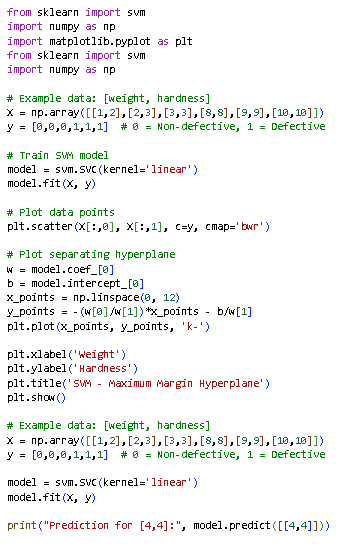 from sklearn import svm
import numpy as np
import matplotlib.pyplot as plt
from sklearn import svm
import numpy as np
# Example data: [weight, hardness]
X = np.array([[1,2],[2,3],[3,3],[8,8],[9,9],[10,10]])
y = [0,0,0,1,1,1]  # 0 = Non-defective, 1 = Defective
# Train SVM model
model = svm.SVC(kernel='linear')
model.fit(X, y)
# Plot data points
plt.scatter(X[:,0], X[:,1], c=y, cmap='bwr')
# Plot separating hyperplane
w = model.coef_[0]
b = model.intercept_[0]
x_points = np.linspace(0, 12)
y_points = -(w[0]/w[1])*x_points - b/w[1]
plt.plot(x_points, y_points, 'k-')
plt.xlabel('Weight')
plt.ylabel('Hardness')
plt.title('SVM - Maximum Margin Hyperplane')
plt.show()
# Example data: [weight, hardness]
X = np.array([[1,2],[2,3],[3,3],[8,8],[9,9],[10,10]])
y = [0,0,0,1,1,1]  # 0 = Non-defective, 1 = Defective
model = svm.SVC(kernel='linear')
model.fit(X, y)
print("Prediction for [4,4]:", model.predict([[4,4]]))